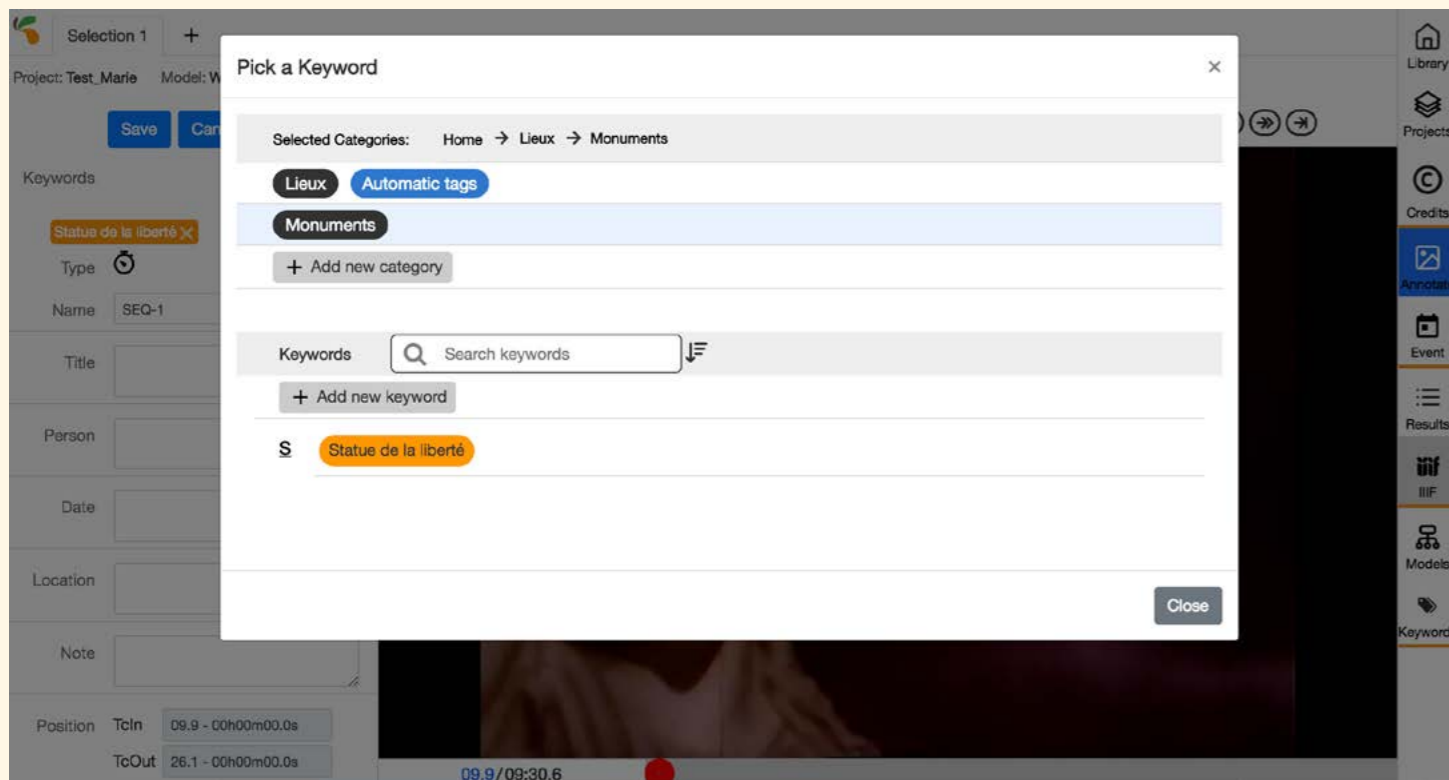 Selection 1 +
Project: Test_Marie Model: W
Save Can
Keywords
Statue de la liberté
Type
Name SEQ-1
Title
Person
Date
Location
Note
Position TcIn 09.9 - 00h00m00.0s
TcOut 26.1 - 00h00m00.0s
Pick a Keyword ×
Selected Categories: Home → Lieux → Monuments
Lieux Automatic tags
Monuments
+ Add new category
Keywords Search keywords
+ Add new keyword
S Statue de la liberté
Close
09.9/09:30.6
Library
Projects
Credits
Annotat
Event
Results
IIIF
Models
Keyword